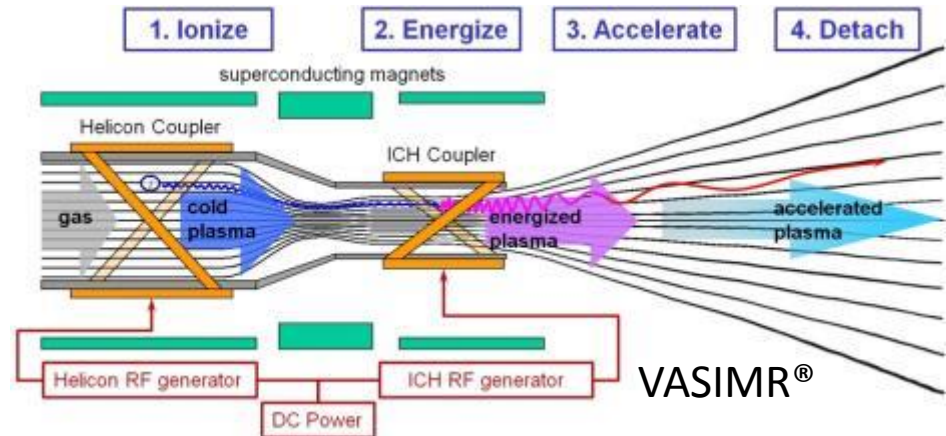 1. Ionize
2. Energize
3. Accelerate
4. Detach
superconducting magnets
Helicon Coupler
ICH Coupler
gas
cold
plasma
energized
plasma
accelerated
plasma
Helicon RF generator
ICH RF generator
DC Power
VASIMR®